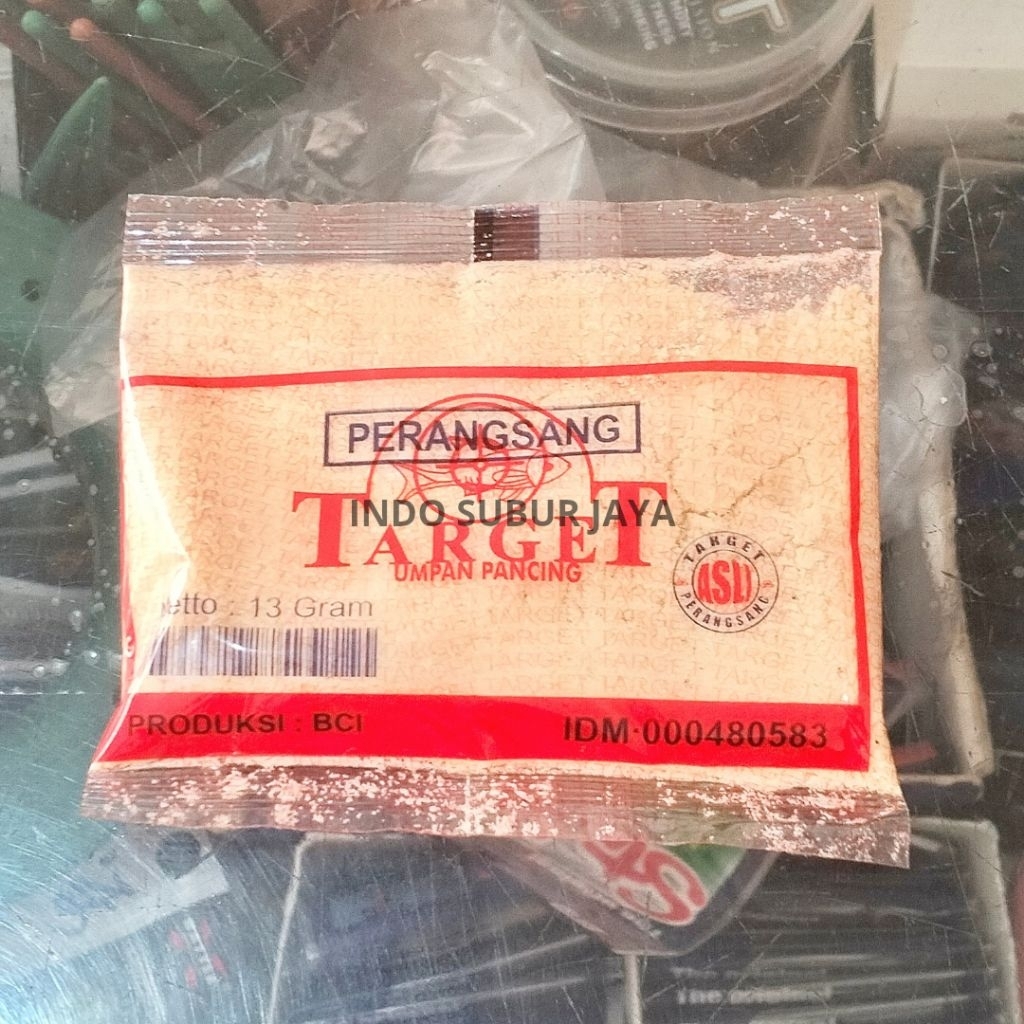 PERANGSANG
TARGET
INDO SUBUR JAYA
UMPAN PANCING
TARGET
ASLI
PERANGSANG
etto : 13 Gram
PRODUKSI : BCI
IDM·000480583